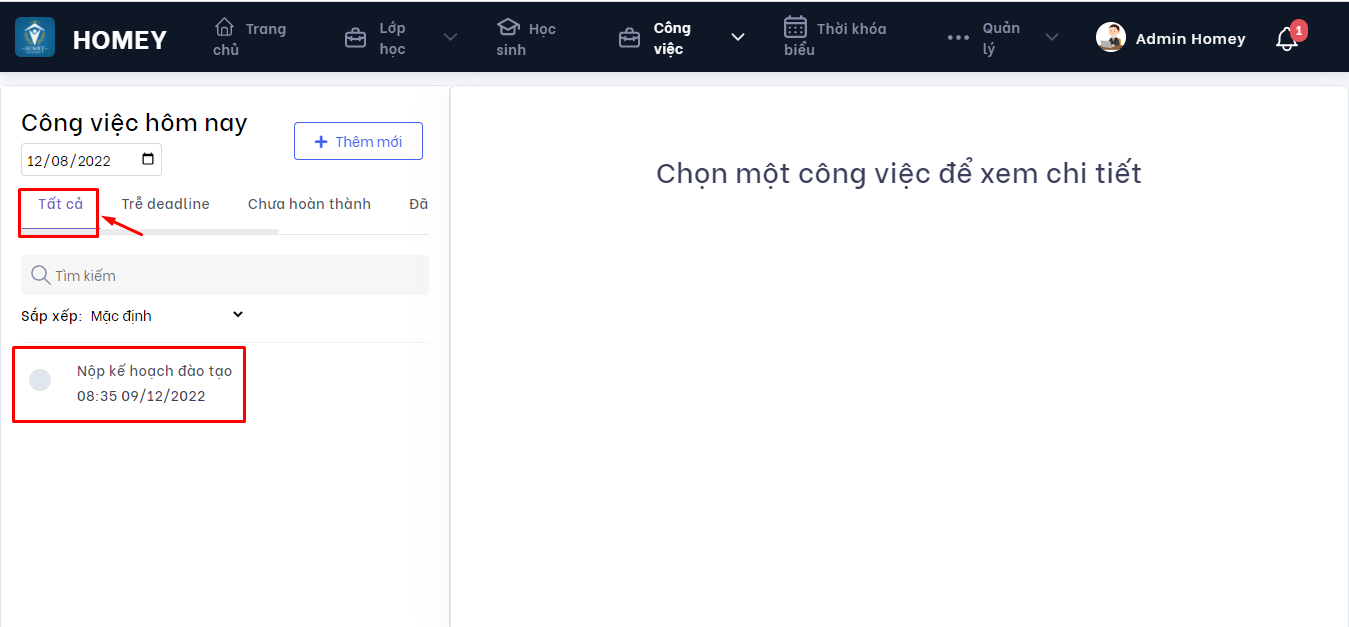 HOMEY
Trang
chủ
Lớp
học
Học
sinh
Công
việc
Thời khóa
biểu
Quản
lý
Admin Homey
1
Công việc hôm nay
Thêm mới
12/08/2022
Tất cả
Trễ deadline
Chưa hoàn thành
Đã
Tìm kiếm
Sắp xếp: Mặc định
Nộp kế hoạch đào tạo
08:35 09/12/2022
Chọn một công việc để xem chi tiết